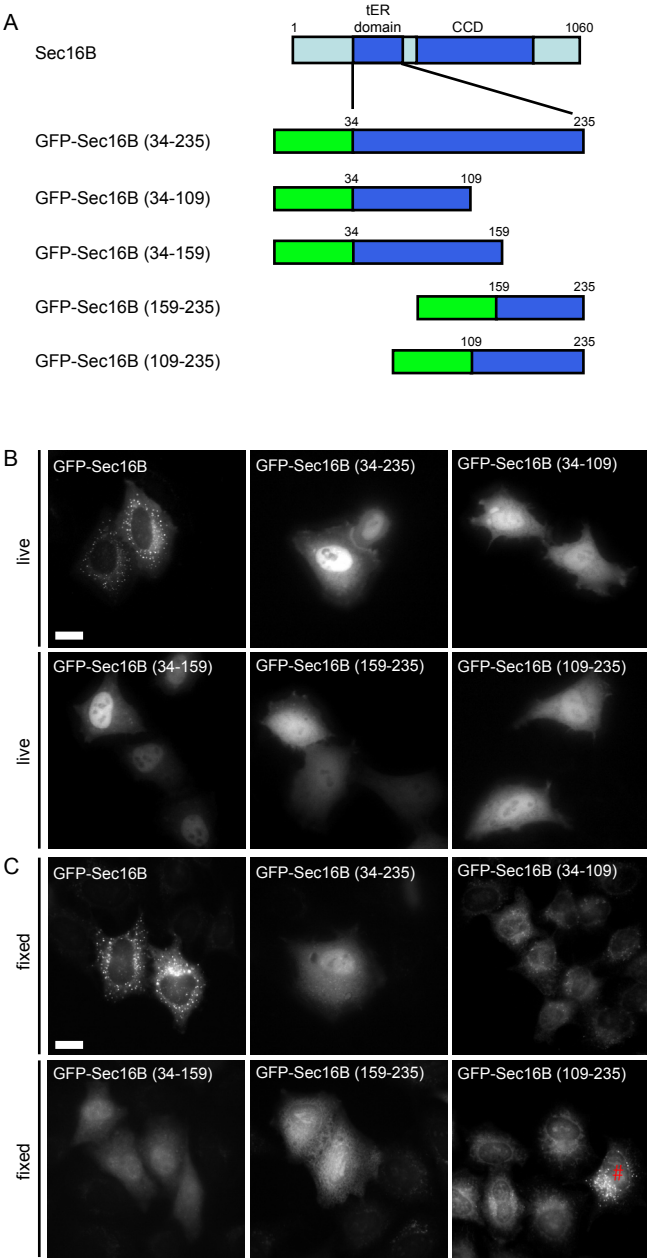 A
tER
domain
CCD
1
1060
Sec16B
34
235
GFP-Sec16B (34-235)
34
109
GFP-Sec16B (34-109)
34
159
GFP-Sec16B (34-159)
159
235
GFP-Sec16B (159-235)
109
235
GFP-Sec16B (109-235)
B
live
GFP-Sec16B
GFP-Sec16B (34-235)
GFP-Sec16B (34-109)
live
GFP-Sec16B (34-159)
GFP-Sec16B (159-235)
GFP-Sec16B (109-235)
C
fixed
GFP-Sec16B
GFP-Sec16B (34-235)
GFP-Sec16B (34-109)
fixed
GFP-Sec16B (34-159)
GFP-Sec16B (159-235)
GFP-Sec16B (109-235)
#